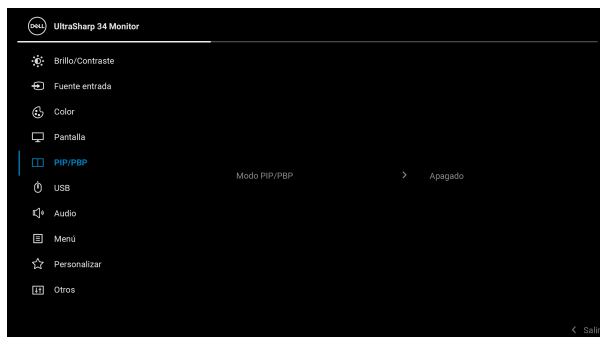 DELL
UltraSharp 34 Monitor
Brillo/Contraste
Fuente entrada
Color
Pantalla
PIP/PBP
Modo PIP/PBP
Apagado
USB
Audio
Menú
Personalizar
Otros
Salir